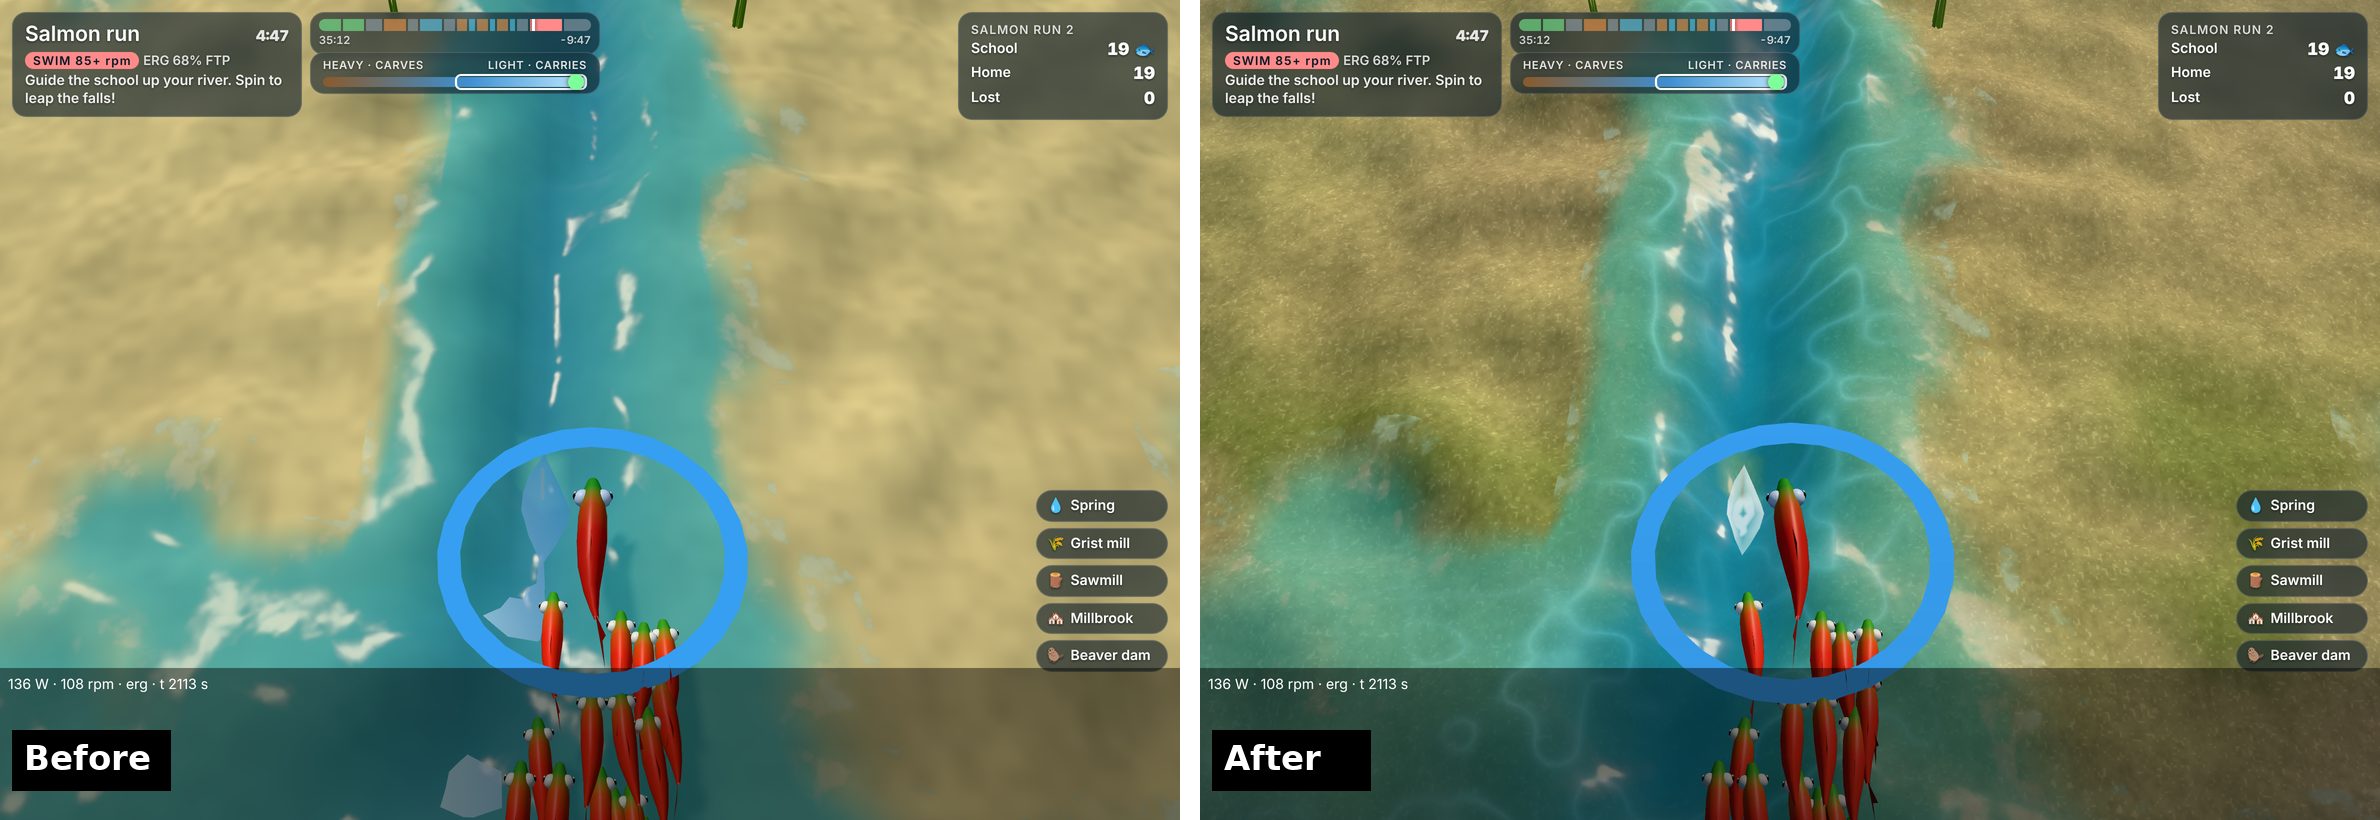 Salmon run 4:47
SWIM 85+ rpm ERG 68% FTP
Guide the school up your river. Spin to
leap the falls!
35:12 -9:47
HEAVY · CARVES LIGHT · CARRIES
SALMON RUN 2
School 19
Home 19
Lost 0
Spring
Grist mill
Sawmill
Millbrook
Beaver dam
136 W · 108 rpm · erg · t 2113 s
Before
Salmon run 4:47
SWIM 85+ rpm ERG 68% FTP
Guide the school up your river. Spin to
leap the falls!
35:12 -9:47
HEAVY · CARVES LIGHT · CARRIES
SALMON RUN 2
School 19
Home 19
Lost 0
Spring
Grist mill
Sawmill
Millbrook
Beaver dam
136 W · 108 rpm · erg · t 2113 s
After